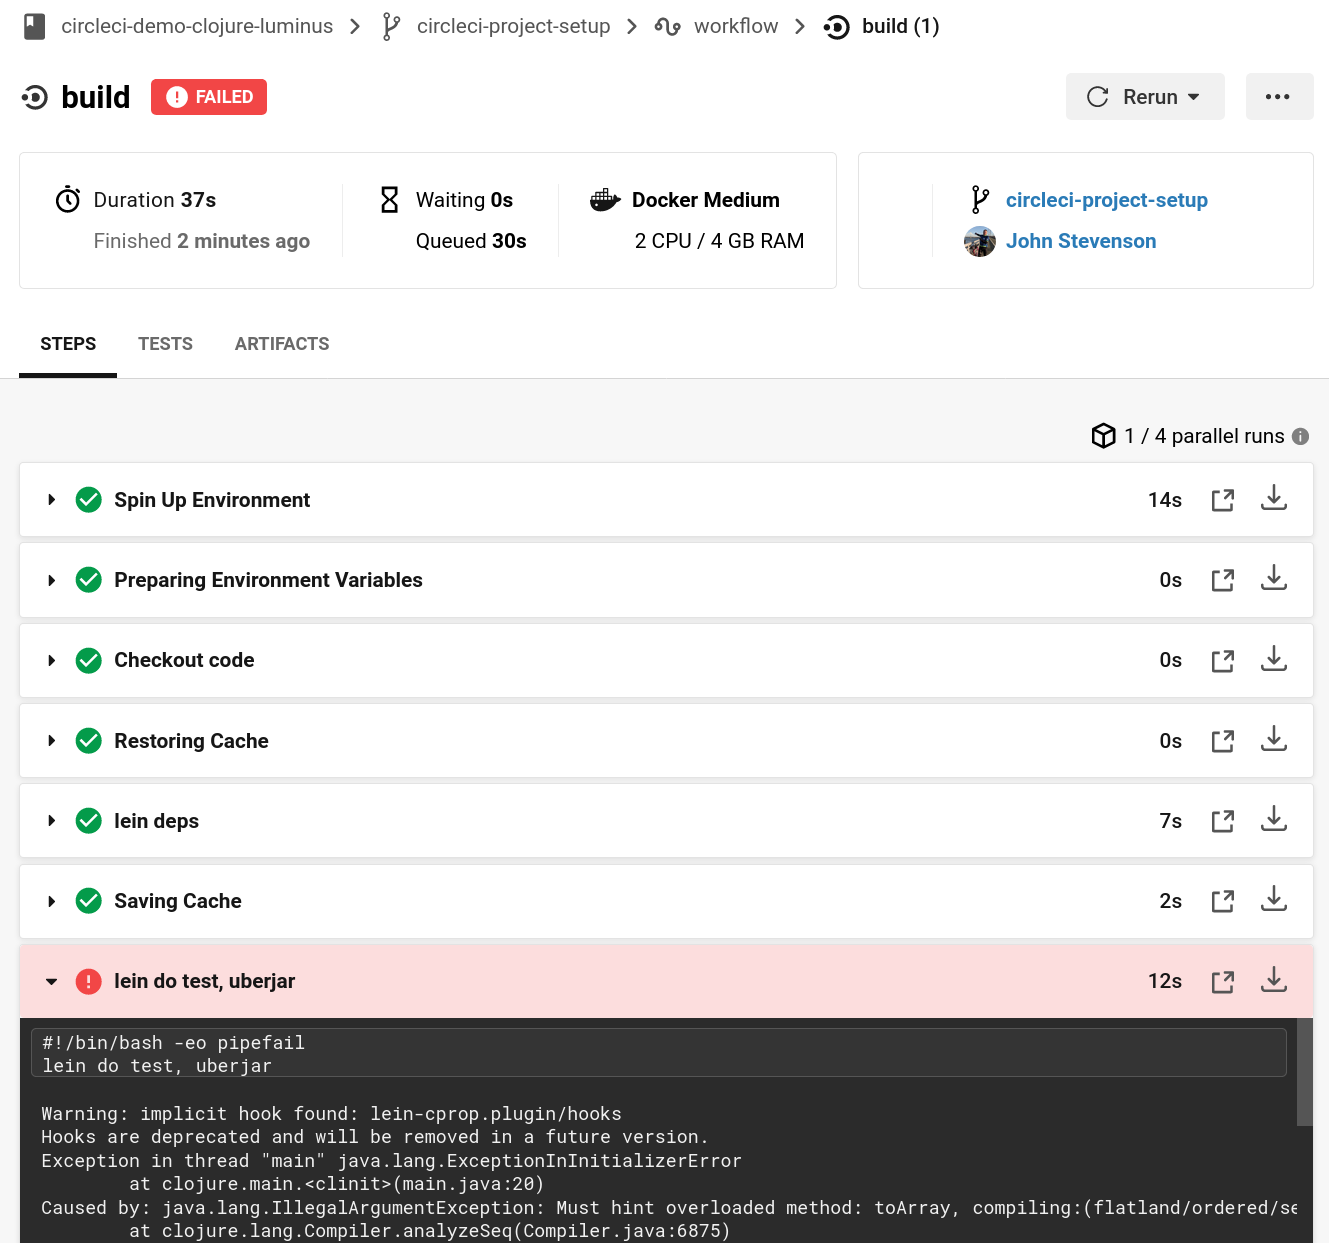 circleci-demo-clojure-luminus circleci-project-setup workflow build (1)
build FAILED Rerun
Duration 37s
Finished 2 minutes ago
Waiting 0s
Queued 30s
Docker Medium
2 CPU / 4 GB RAM
circleci-project-setup
John Stevenson
STEPS TESTS ARTIFACTS
1 / 4 parallel runs
Spin Up Environment 14s
Preparing Environment Variables 0s
Checkout code 0s
Restoring Cache 0s
lein deps 7s
Saving Cache 2s
lein do test, uberjar 12s
#!/bin/bash -eo pipefail
lein do test, uberjar
Warning: implicit hook found: lein-cprop.plugin/hooks
Hooks are deprecated and will be removed in a future version.
Exception in thread "main" java.lang.ExceptionInInitializerError
at clojure.main.<clinit>(main.java:20)
Caused by: java.lang.IllegalArgumentException: Must hint overloaded method: toArray, compiling:(flatland/ordered/se
at clojure.lang.Compiler.analyzeSeq(Compiler.java:6875)